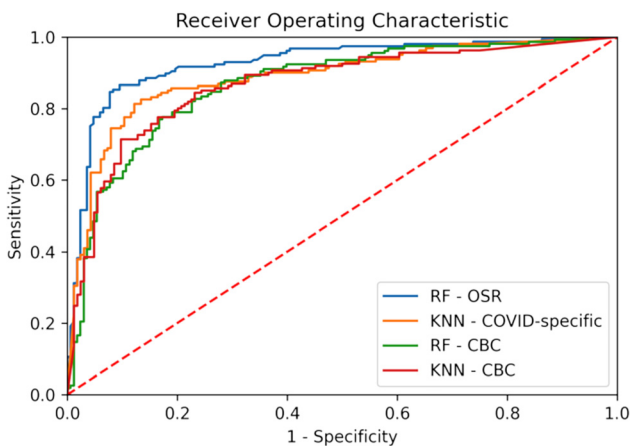 Receiver Operating Characteristic
1.0
0.8
0.6
0.4
0.2
0.0
Sensitivity
0.0 0.2 0.4 0.6 0.8 1.0
1 - Specificity
RF - OSR
KNN - COVID-specific
RF - CBC
KNN - CBC